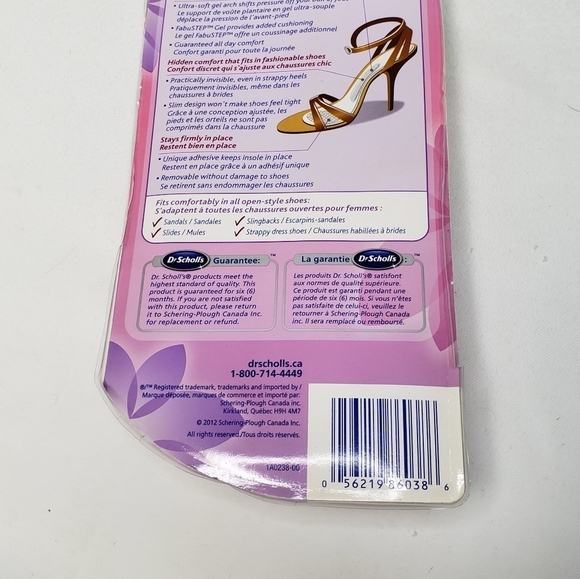 • Ultra-soft gel arch shifts pressure off your ball of foot
Le support de voûte plantaire en gel ultra-souple
déplace la pression de l'avant-pied
• FabuSTEP™ Gel provides added cushioning
Le gel FabuSTEP™ offre un coussinage additionnel
• Guaranteed all day comfort
Confort garanti pour toute la journée
Hidden comfort that fits in fashionable shoes
Confort discret qui s'ajuste aux chaussures chic
• Practically invisible, even in strappy heels
Pratiquement invisibles, même dans les
chaussures à brides
• Slim design won't make shoes feel tight
Grâce à une conception ajustée, les
pieds et les orteils ne sont pas
comprimés dans la chaussure
Stays firmly in place
Restent bien en place
• Unique adhesive keeps insole in place
Restent en place grâce à un adhésif unique
• Removable without damage to shoes
Se retirent sans endommager les chaussures
Fits comfortably in all open-style shoes:
S'adaptent à toutes les chaussures ouvertes pour femmes :
✓ Sandals / Sandales ✓ Slingbacks / Escarpins-sandales
✓ Slides / Mules ✓ Strappy dress shoes / Chaussures habillées à brides
Dr. Scholl's Guarantee: ™
Dr. Scholl's® products meet the
highest standard of quality. This
product is guaranteed for six (6)
months. If you are not satisfied
with this product, please return
it to Schering-Plough Canada Inc.
for replacement or refund.
La garantie Dr. Scholl's : ™
Les produits Dr. Scholl's® satisfont
aux normes de qualité supérieure.
Ce produit est garanti pendant une
période de six (6) mois. Si vous n'êtes
pas satisfait de celui-ci, veuillez le
retourner à Schering-Plough Canada
inc. Il sera remplacé ou remboursé.
drscholls.ca
1-800-714-4449
®/™ Registered trademark, trademarks and imported by /
Marque déposée, marques de commerce et importé par:
Schering-Plough Canada Inc.
Kirkland, Québec H9H 4M7
© 2012 Schering-Plough Canada Inc.
All rights reserved./Tous droits réservés.
1A0238-00
0 56219 86038 6